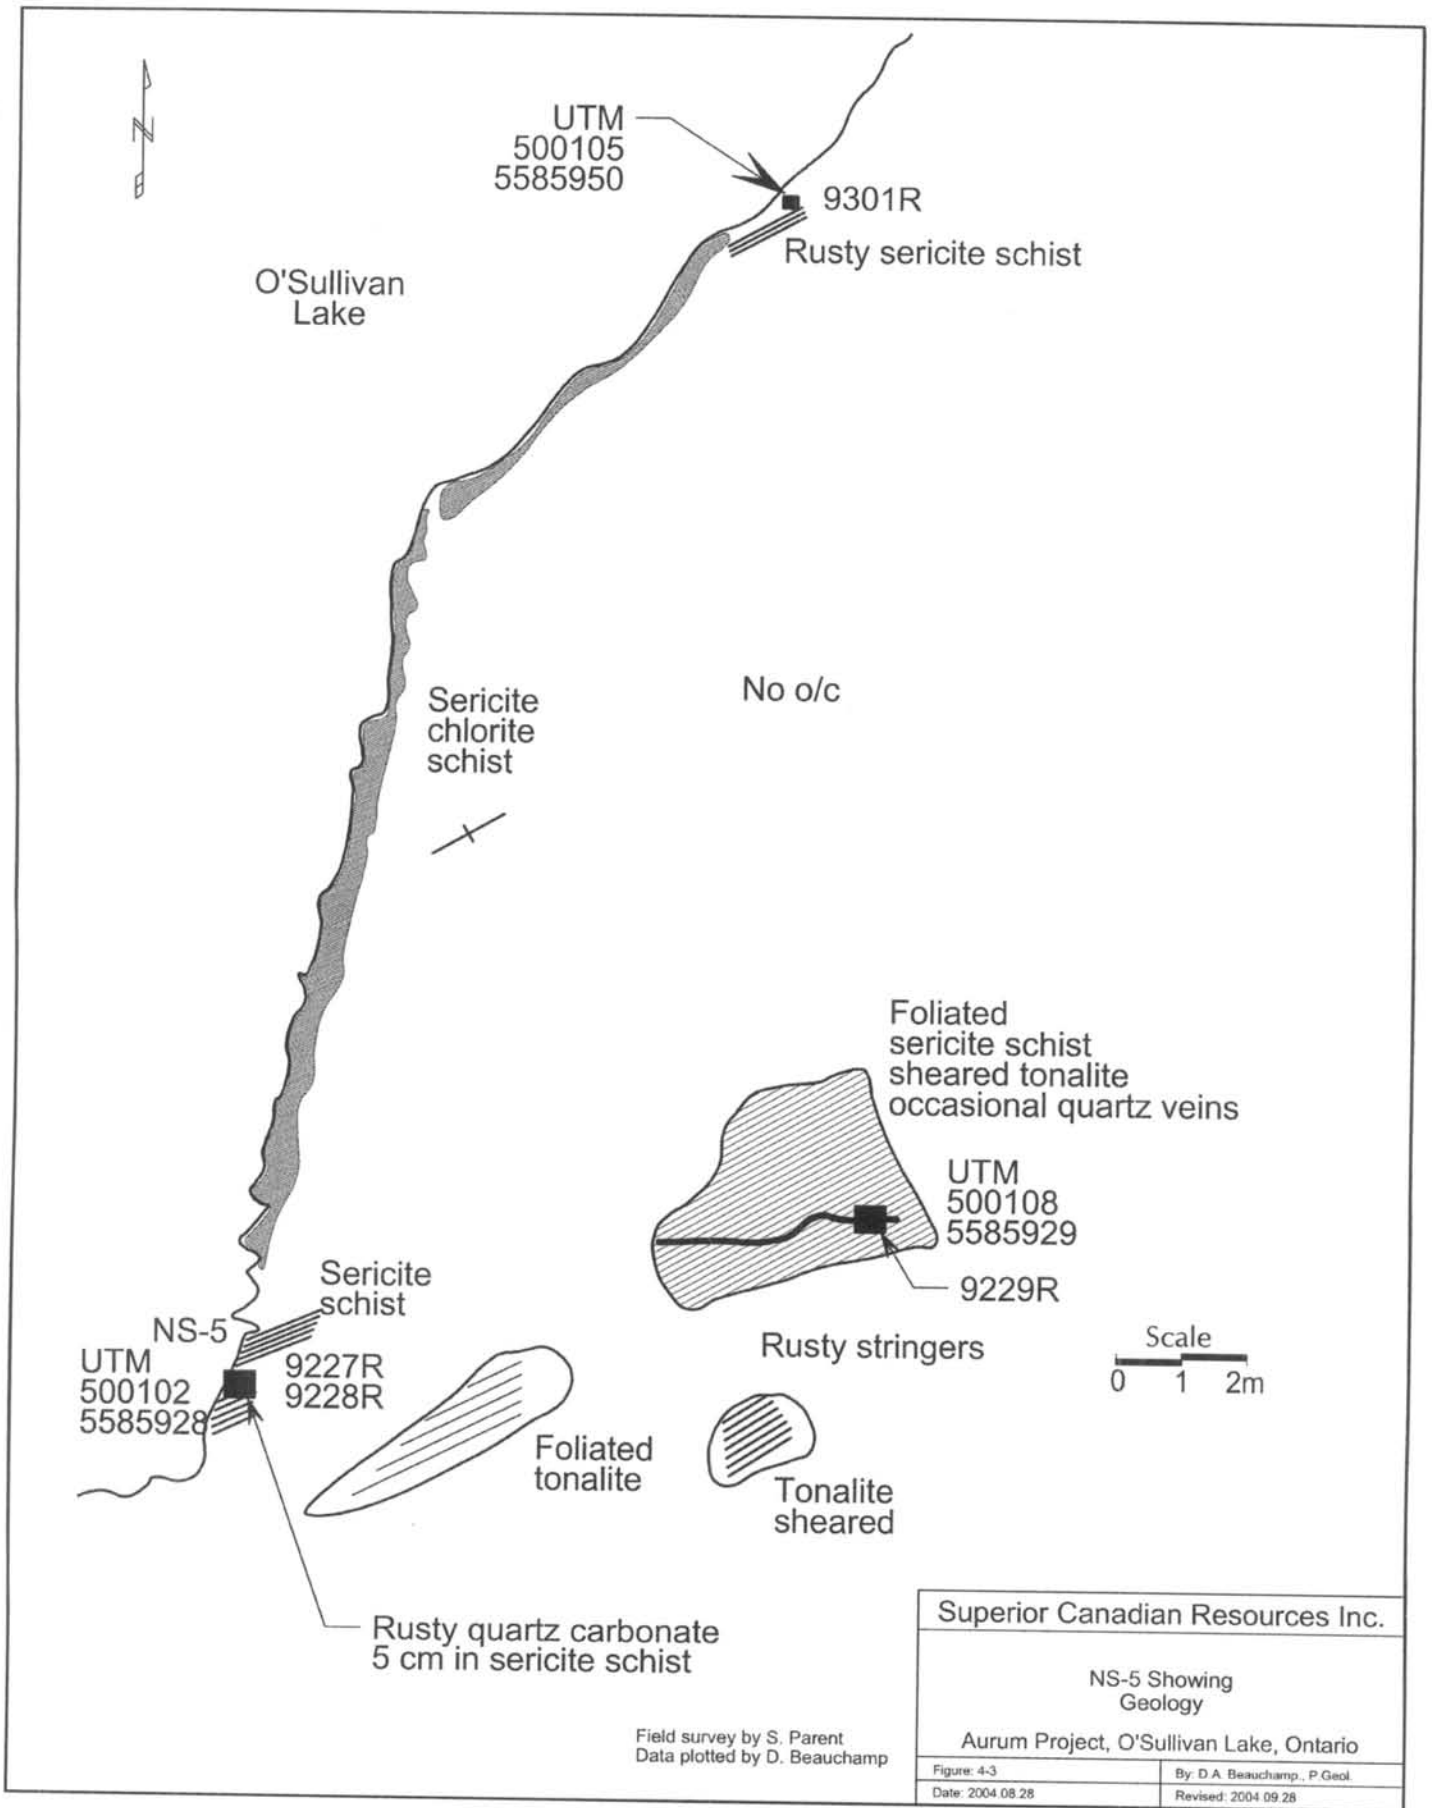 N
UTM
500105
5585950
9301R
Rusty sericite schist
O'Sullivan
Lake
Sericite
chlorite
schist
No o/c
Foliated
sericite schist
sheared tonalite
occasional quartz veins
UTM
500108
5585929
9229R
Rusty stringers
Scale
0 1 2m
Sericite
schist
NS-5
UTM
500102
5585928
9227R
9228R
Foliated
tonalite
Tonalite
sheared
Rusty quartz carbonate
5 cm in sericite schist
Field survey by S. Parent
Data plotted by D. Beauchamp
Superior Canadian Resources Inc.
NS-5 Showing
Geology
Aurum Project, O'Sullivan Lake, Ontario
Figure: 4-3
By: D.A. Beauchamp., P.Geol.
Date: 2004.08.28
Revised: 2004.09.28